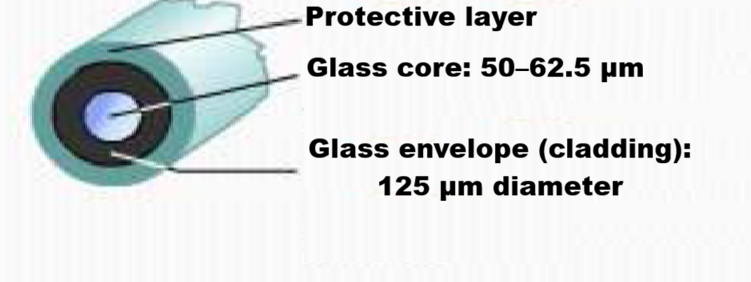 Protective layer
Glass core: 50–62.5 µm
Glass envelope (cladding):
125 µm diameter